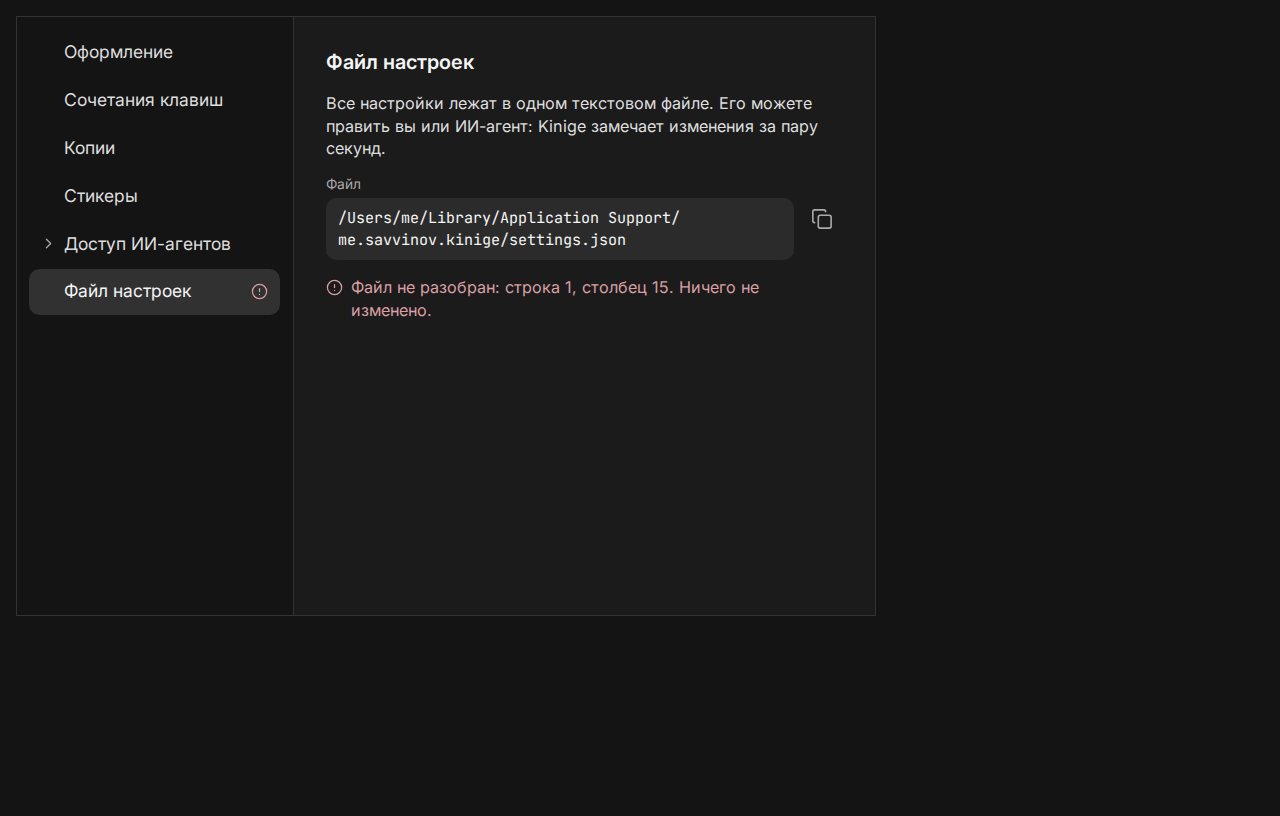 Оформление
Сочетания клавиш
Копии
Стикеры
Доступ ИИ-агентов
Файл настроек
Файл настроек
Все настройки лежат в одном текстовом файле. Его можете
править вы или ИИ-агент: Kinige замечает изменения за пару
секунд.
Файл
/Users/me/Library/Application Support/
me.savvinov.kinige/settings.json
Файл не разобран: строка 1, столбец 15. Ничего не
изменено.